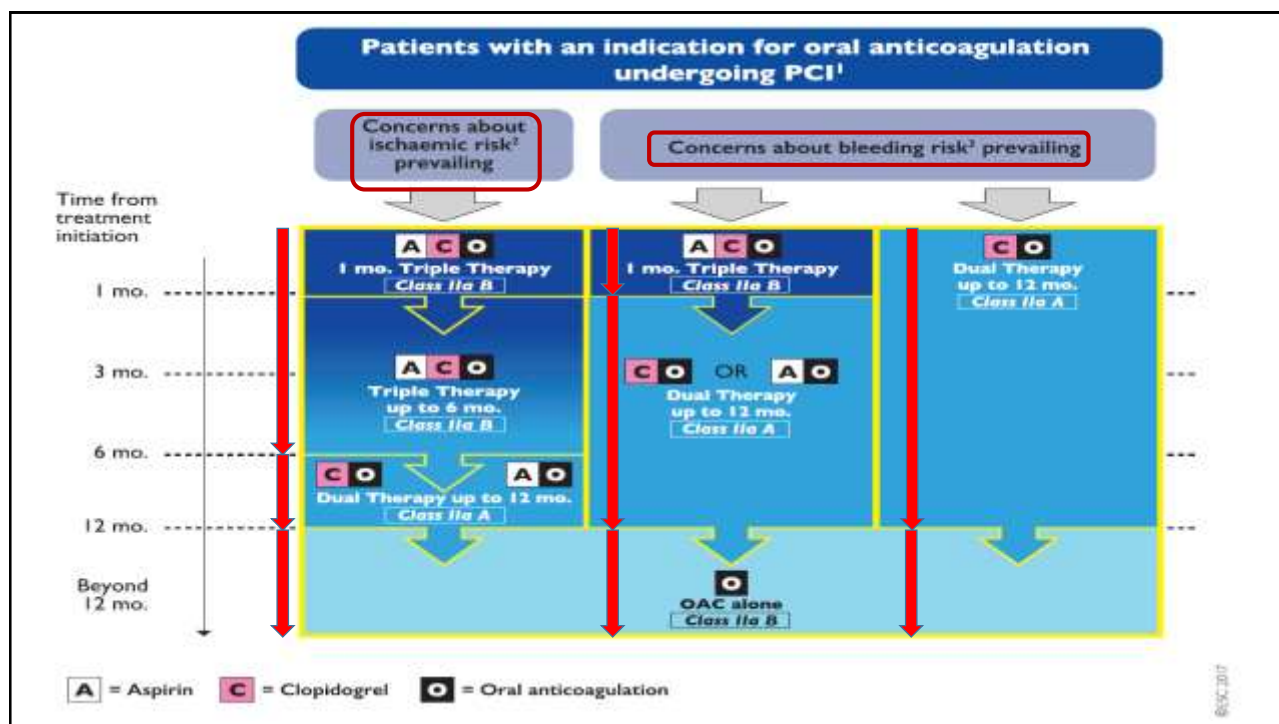 Patients with an indication for oral anticoagulation
undergoing PCI¹
Concerns about
ischaemic risk²
prevailing
Concerns about bleeding risk³ prevailing
Time from
treatment
initiation
A C O
1 mo. Triple Therapy
Class IIa B
A C O
1 mo. Triple Therapy
Class IIa B
C O
Dual Therapy
up to 12 mo.
Class IIa A
1 mo.
3 mo.
A C O
Triple Therapy
up to 6 mo.
Class IIa B
C O OR A O
Dual Therapy
up to 12 mo.
Class IIa A
6 mo.
C O A O
Dual Therapy up to 12 mo.
Class IIa A
12 mo.
Beyond
12 mo.
O
OAC alone
Class IIa B
A = Aspirin C = Clopidogrel O = Oral anticoagulation
©ESC 2017